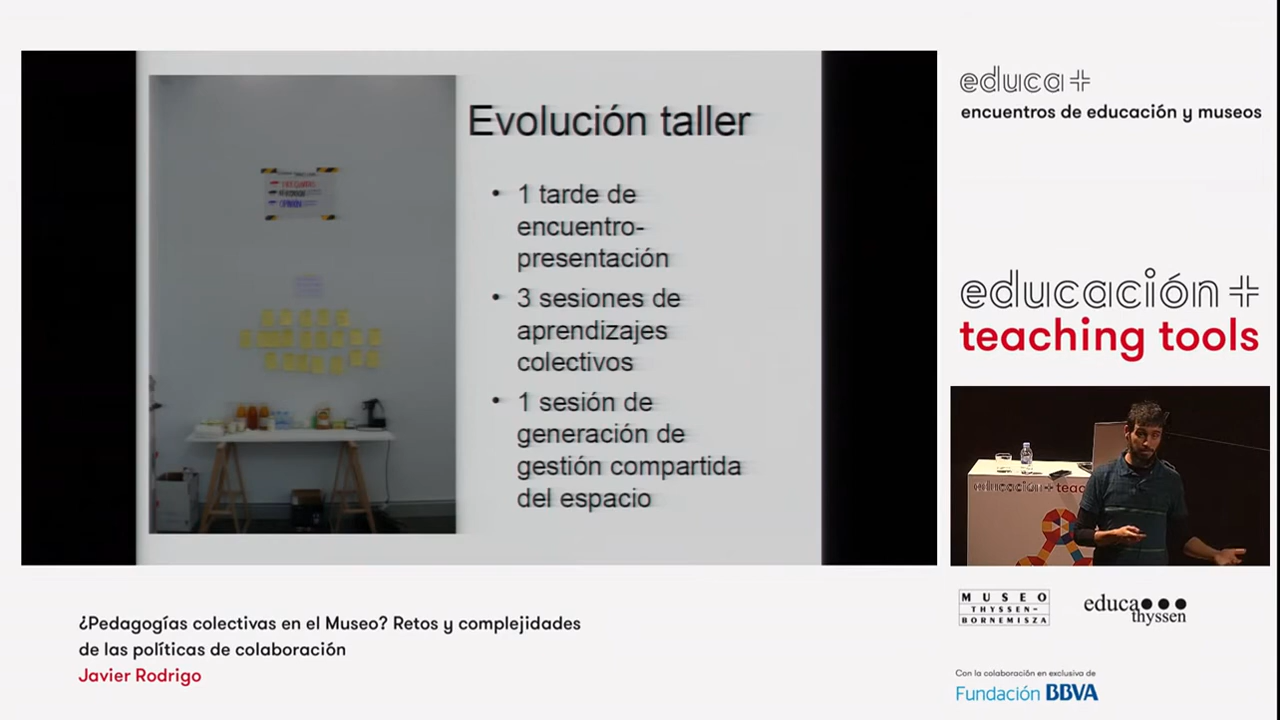 Evolución taller
• 1 tarde de
encuentro-
presentación
• 3 sesiones de
aprendizajes
colectivos
• 1 sesión de
generación de
gestión compartida
del espacio
educa+
encuentros de educación y museos
educación+
teaching tools
educación+ teac
MUSEO
THYSSEN-
BORNEMISZA
educa
thyssen
Con la colaboración en exclusiva de
Fundación BBVA
¿Pedagogías colectivas en el Museo? Retos y complejidades
de las políticas de colaboración
Javier Rodrigo